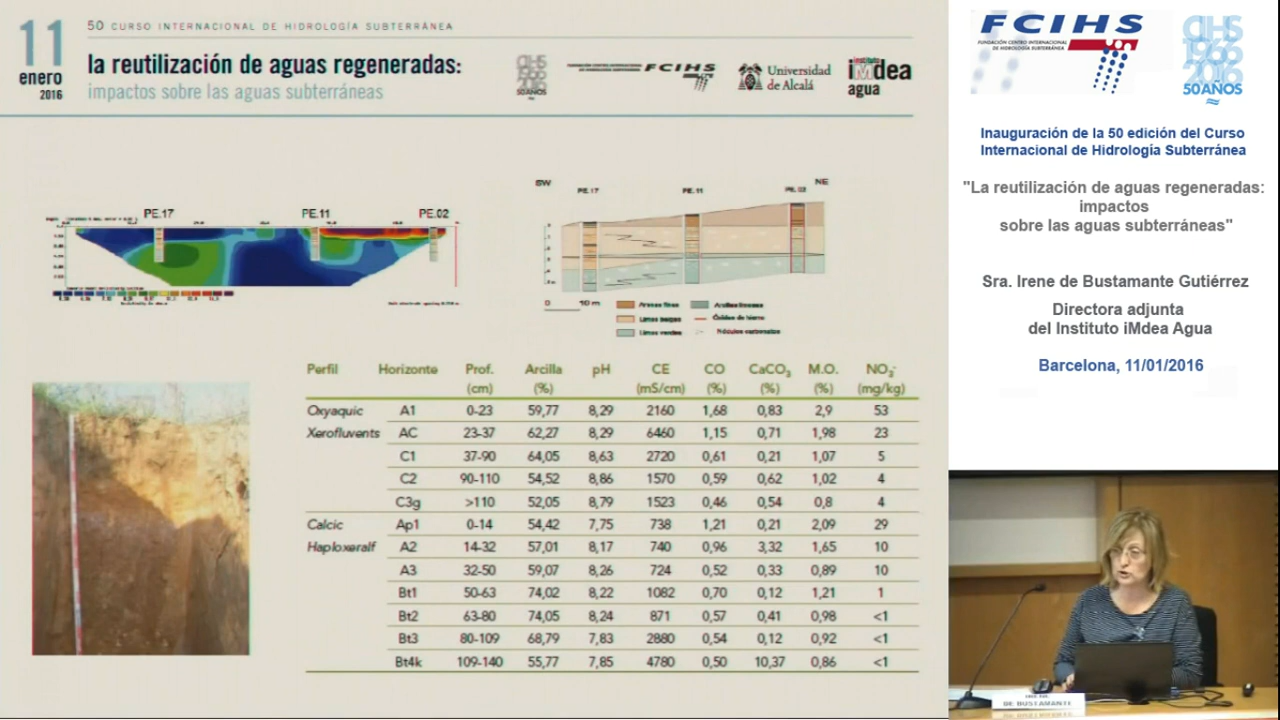 11
enero
2016
50 CURSO INTERNACIONAL DE HIDROLOGÍA SUBTERRÁNEA
la reutilización de aguas regeneradas:
impactos sobre las aguas subterráneas
CIHS
1966
2016
50 AÑOS
FCIHS
Universidad
de Alcalá
instituto
iMdea
agua
PE.17 PE.11 PE.02
SW NE
PE.17 PE.11 PE.02
0 10 m
Arenas finas
Limos beiges
Limos verdes
Arcillas limosas
Óxidos de hierro
Nódulos carbonatos
Perfil Horizonte Prof. Arcilla pH CE CO CaCO3 M.O. NO3-
(cm) (%) (mS/cm) (%) (%) (%) (mg/kg)
Oxyaquic A1 0-23 59,77 8,29 2160 1,68 0,83 2,9 53
Xerofluvents AC 23-37 62,27 8,29 6460 1,15 0,71 1,98 23
C1 37-90 64,05 8,63 2720 0,61 0,21 1,07 5
C2 90-110 54,52 8,86 1570 0,59 0,62 1,02 4
C3g >110 52,05 8,79 1523 0,46 0,54 0,8 4
Calcic Ap1 0-14 54,42 7,75 738 1,21 0,21 2,09 29
Haploxeralf A2 14-32 57,01 8,17 740 0,96 3,32 1,65 10
A3 32-50 59,07 8,26 724 0,52 0,33 0,89 10
Bt1 50-63 74,02 8,22 1082 0,70 0,12 1,21 1
Bt2 63-80 74,05 8,24 871 0,57 0,41 0,98 <1
Bt3 80-109 68,79 7,83 2880 0,54 0,12 0,92 <1
Bt4k 109-140 55,77 7,85 4780 0,50 10,37 0,86 <1
FCIHS
FUNDACIÓN CENTRO INTERNACIONAL
DE HIDROLOGÍA SUBTERRÁNEA
CIHS
1966
2016
50 AÑOS
Inauguración de la 50 edición del Curso
Internacional de Hidrología Subterránea
"La reutilización de aguas regeneradas:
impactos
sobre las aguas subterráneas"
Sra. Irene de Bustamante Gutiérrez
Directora adjunta
del Instituto iMdea Agua
Barcelona, 11/01/2016
DE BUSTAMANTE